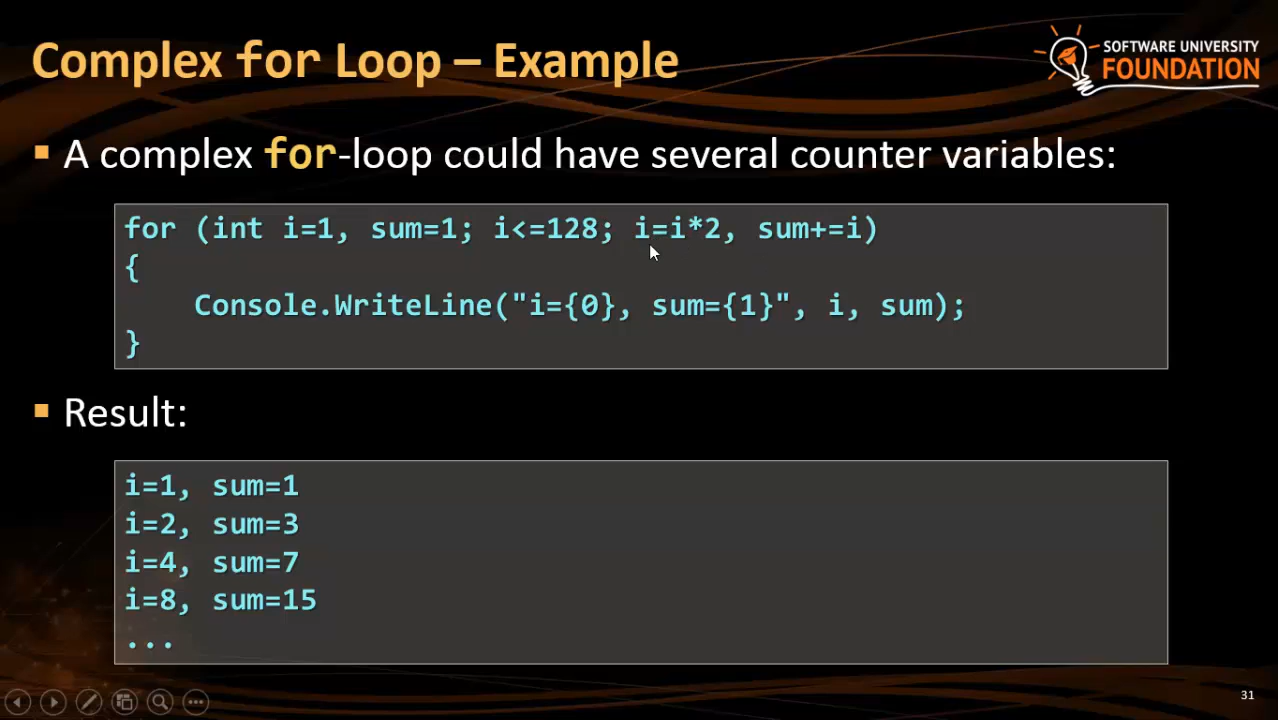 Complex for Loop – Example
SOFTWARE UNIVERSITY
FOUNDATION
A complex for-loop could have several counter variables:
for (int i=1, sum=1; i<=128; i=i*2, sum+=i)
{
    Console.WriteLine("i={0}, sum={1}", i, sum);
}
Result:
i=1, sum=1
i=2, sum=3
i=4, sum=7
i=8, sum=15
...
31